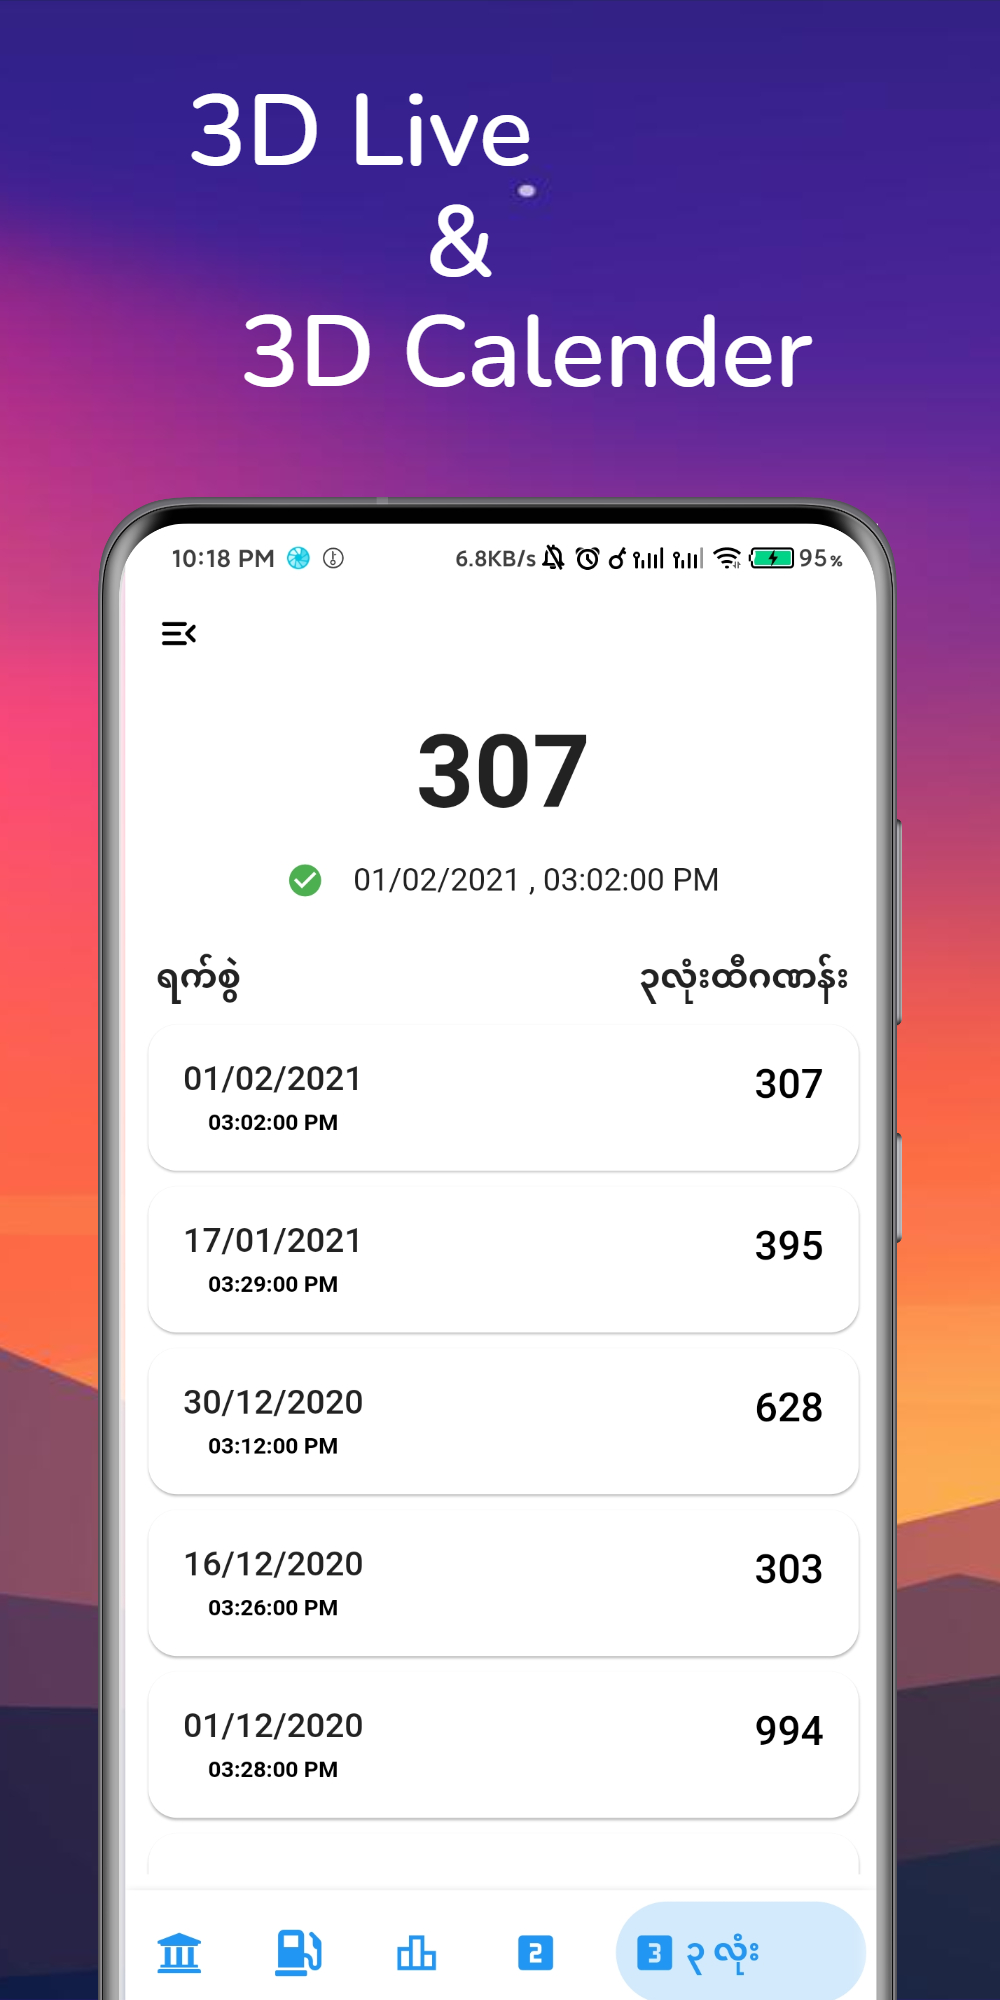 3D Live
&
3D Calender
10:18 PM 6.8KB/s 95%
307
01/02/2021 , 03:02:00 PM
ရက်စွဲ ၃လုံးထီဂဏန်း
01/02/2021 307
03:02:00 PM
17/01/2021 395
03:29:00 PM
30/12/2020 628
03:12:00 PM
16/12/2020 303
03:26:00 PM
01/12/2020 994
03:28:00 PM
2 3 ၃ လုံး